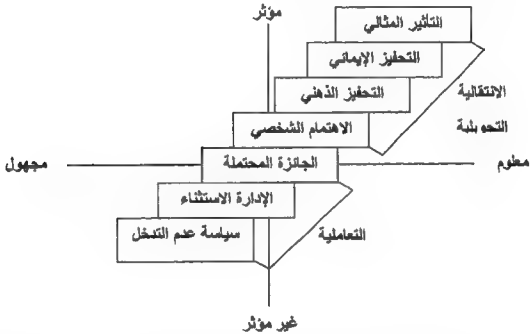 مؤثر
التأثير المثالي
التحفيز الإيماني
التحفيز الذهني
الانتقالية
التحويلية
الاهتمام الشخصي
الجائزة المحتملة
مجهول
معلوم
الإدارة الاستثناء
التعاملية
سياسة عدم التدخل
غير مؤثر